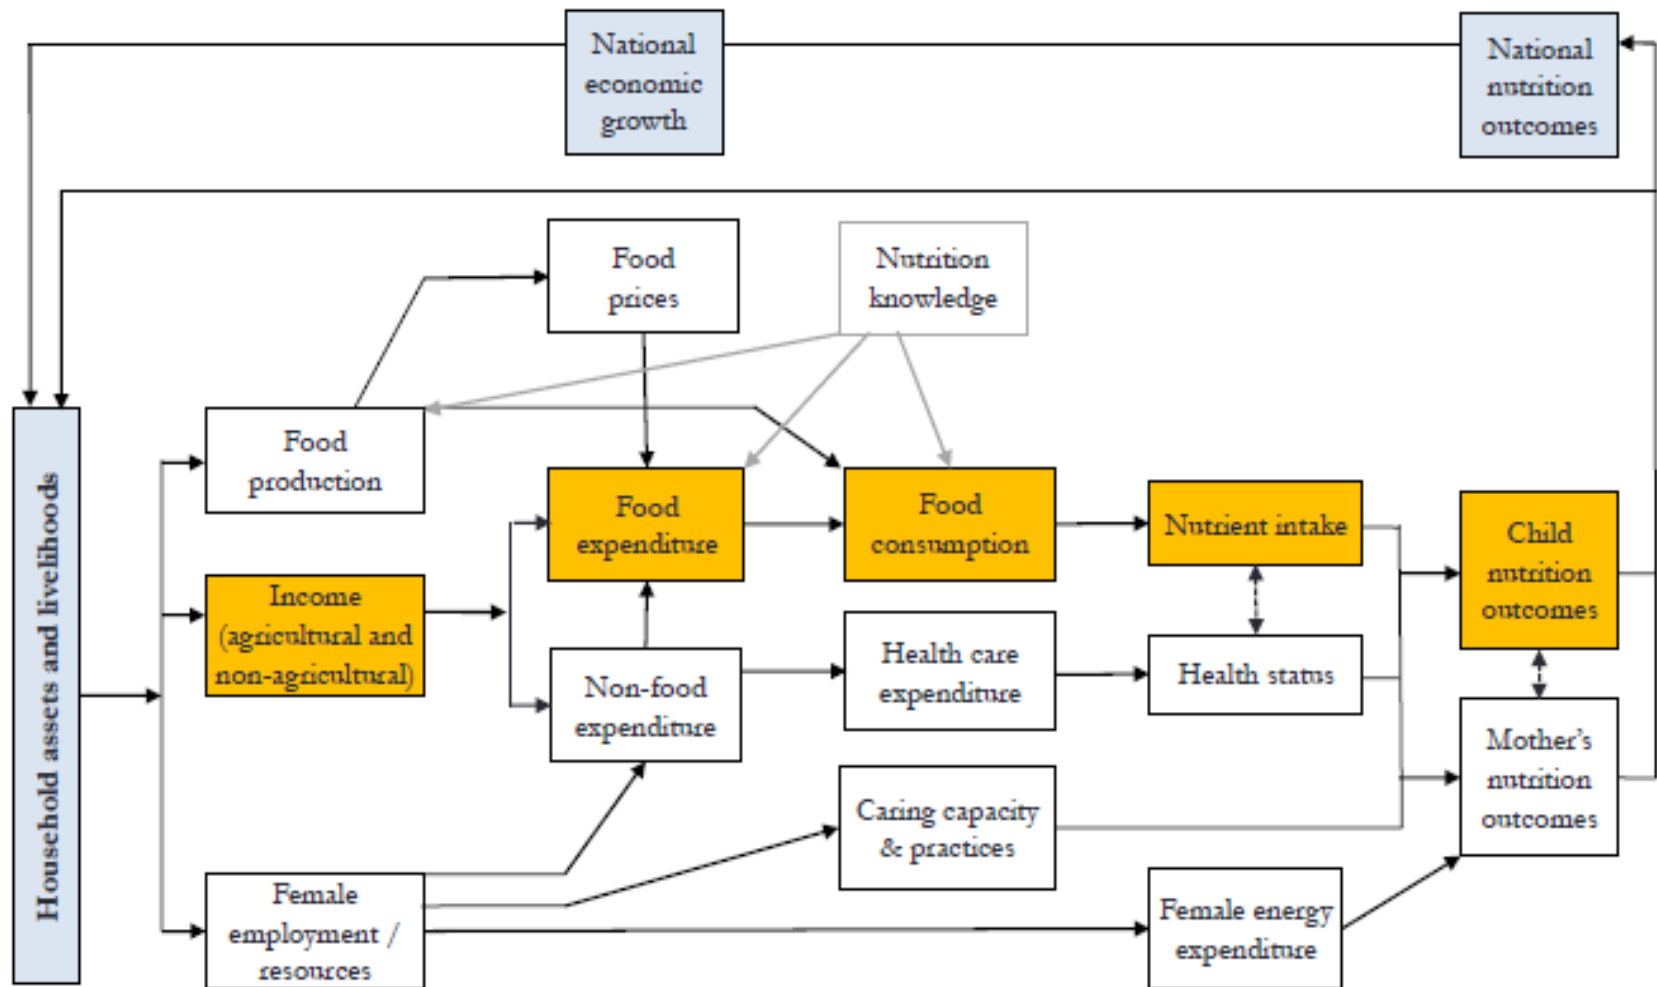 National
economic
growth
National
nutrition
outcomes
Food
prices
Nutrition
knowledge
Household assets and livelihoods
Food
production
Food
expenditure
Food
consumption
Nutrient intake
Child
nutrition
outcomes
Income
(agricultural and
non-agricultural)
Non-food
expenditure
Health care
expenditure
Health status
Mother's
nutrition
outcomes
Caring capacity
& practices
Female
employment /
resources
Female energy
expenditure